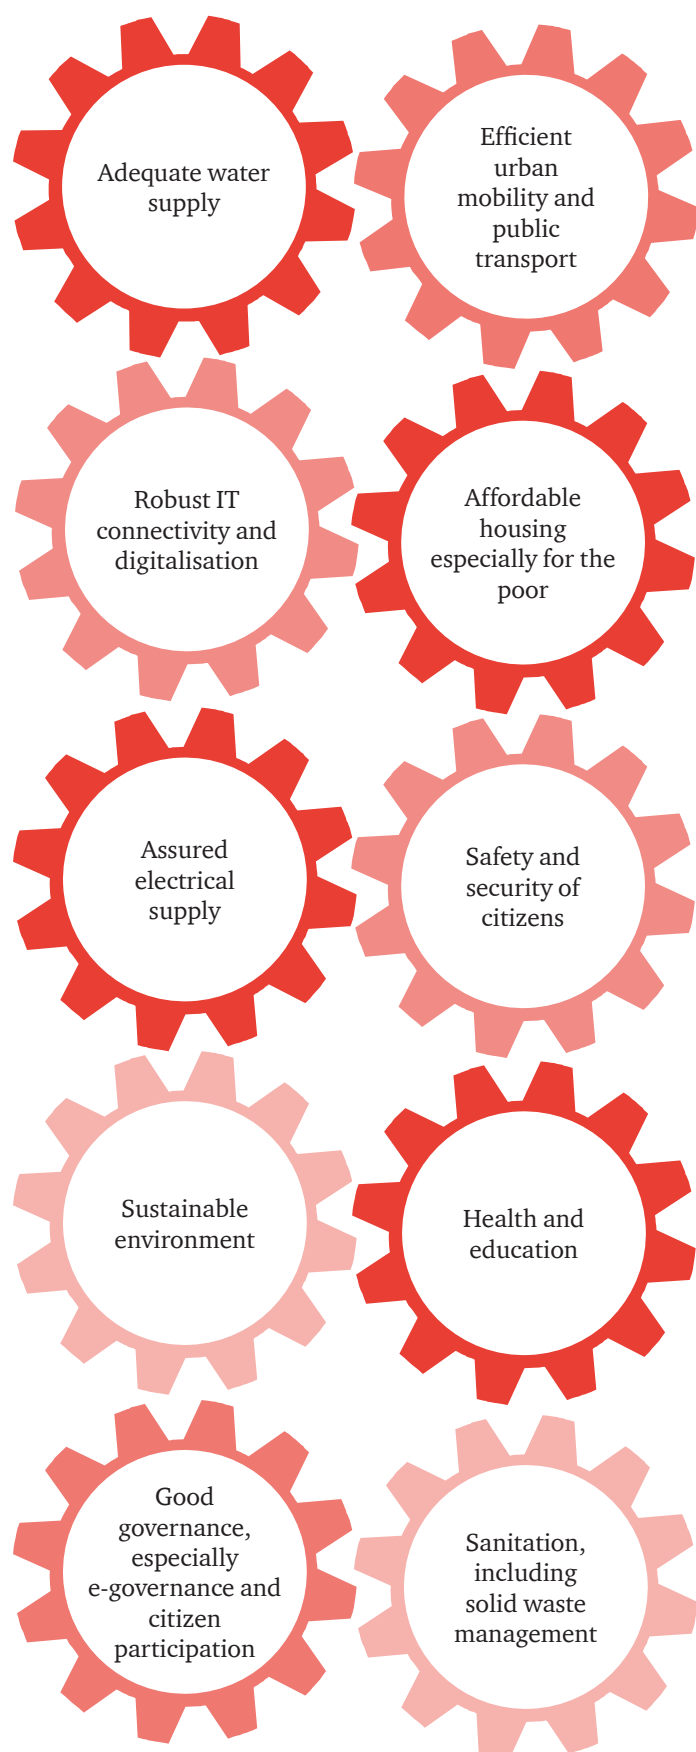 Adequate water
supply
Efficient
urban
mobility and
public
transport
Robust IT
connectivity and
digitalisation
Affordable
housing
especially for the
poor
Assured
electrical
supply
Safety and
security of
citizens
Sustainable
environment
Health and
education
Good
governance,
especially
e-governance and
citizen
participation
Sanitation,
including
solid waste
management